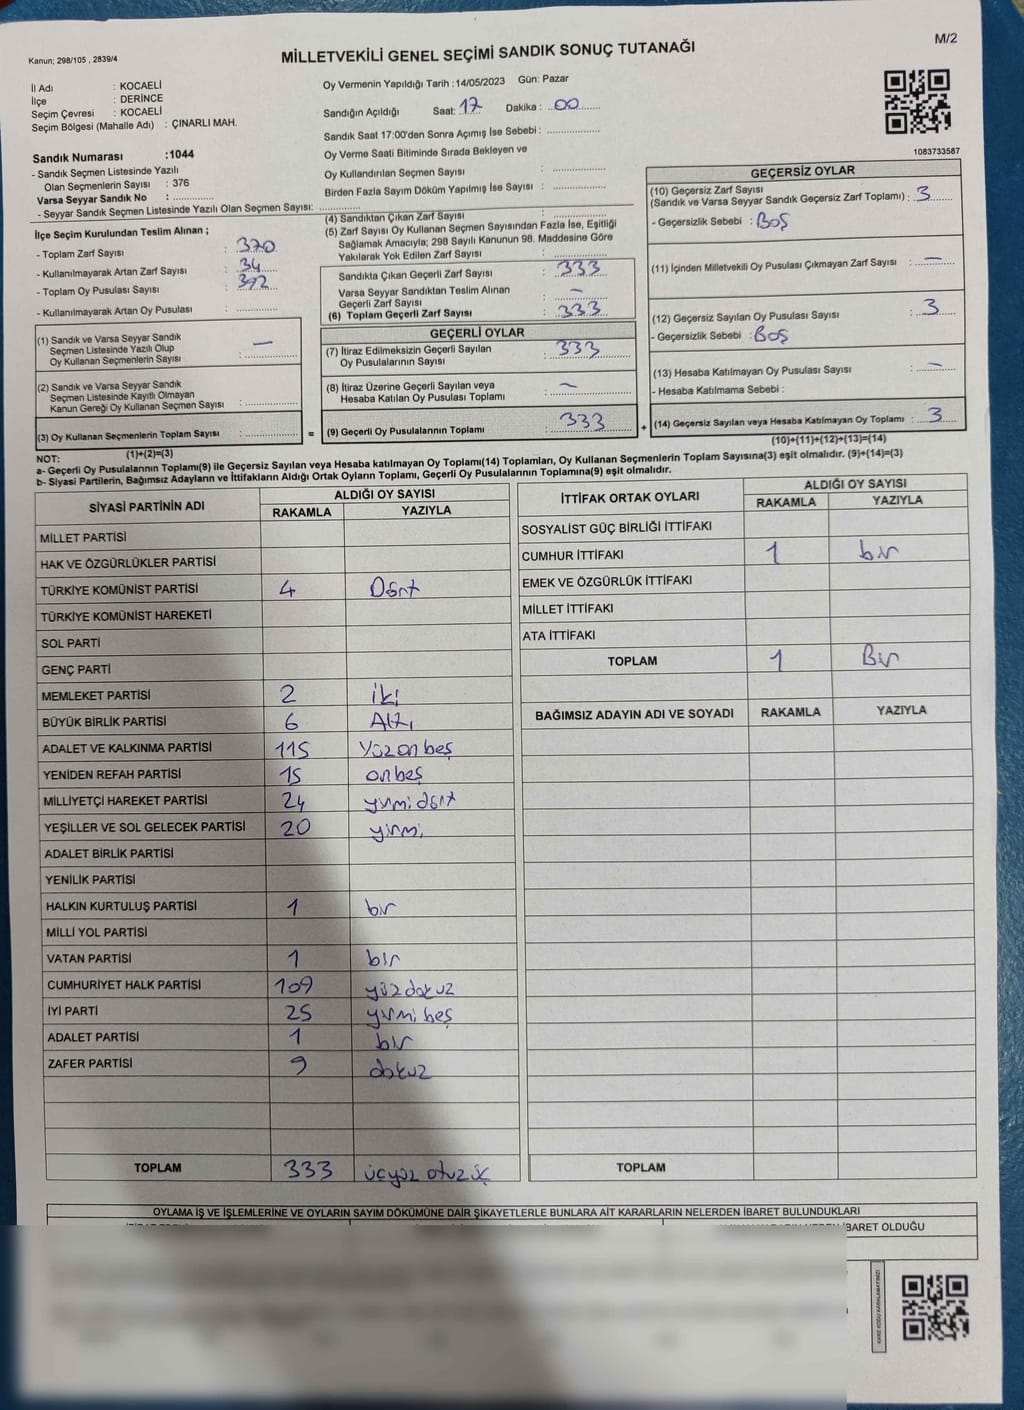 M/2
Kanun; 298/105 , 2839/4
MİLLETVEKİLİ GENEL SEÇİMİ SANDIK SONUÇ TUTANAĞI
İl Adı : KOCAELİ
İlçe : DERİNCE
Seçim Çevresi : KOCAELİ
Seçim Bölgesi (Mahalle Adı) : ÇINARLI MAH.
Oy Vermenin Yapıldığı Tarih : 14/05/2023 Gün: Pazar
Sandığın Açıldığı Saat: 17 Dakika : 00
Sandık Saat 17:00'den Sonra Açımış İse Sebebi :
Oy Verme Saati Bitiminde Sırada Bekleyen ve
Oy Kullandırılan Seçmen Sayısı :
Birden Fazla Sayım Döküm Yapılmış İse Sayısı :
1083733587
Sandık Numarası :1044
- Sandık Seçmen Listesinde Yazılı
Olan Seçmenlerin Sayısı : 376
Varsa Seyyar Sandık No :
- Seyyar Sandık Seçmen Listesinde Yazılı Olan Seçmen Sayısı:
İlçe Seçim Kurulundan Teslim Alınan ;
- Toplam Zarf Sayısı : 370
- Kullanılmayarak Artan Zarf Sayısı : 34
- Toplam Oy Pusulası Sayısı : 392
- Kullanılmayarak Artan Oy Pusulası :
(1) Sandık ve Varsa Seyyar Sandık
Seçmen Listesinde Yazılı Olup
Oy Kullanan Seçmenlerin Sayısı : —
(2) Sandık ve Varsa Seyyar Sandık
Seçmen Listesinde Kayıtlı Olmayan
Kanun Gereği Oy Kullanan Seçmen Sayısı :
(3) Oy Kullanan Seçmenlerin Toplam Sayısı :
(1)+(2)=(3)
(4) Sandıktan Çıkan Zarf Sayısı :
(5) Zarf Sayısı Oy Kullanan Seçmen Sayısından Fazla İse, Eşitliği
Sağlamak Amacıyla; 298 Sayılı Kanunun 98. Maddesine Göre
Yakılarak Yok Edilen Zarf Sayısı :
Sandıkta Çıkan Geçerli Zarf Sayısı : 333
Varsa Seyyar Sandıktan Teslim Alınan
Geçerli Zarf Sayısı : —
(6) Toplam Geçerli Zarf Sayısı : 333
GEÇERLİ OYLAR
(7) İtiraz Edilmeksizin Geçerli Sayılan
Oy Pusulalarının Sayısı : 333
(8) İtiraz Üzerine Geçerli Sayılan veya
Hesaba Katılan Oy Pusulası Toplamı : —
= (9) Geçerli Oy Pusulalarının Toplamı : 333
GEÇERSİZ OYLAR
(10) Geçersiz Zarf Sayısı
(Sandık ve Varsa Seyyar Sandık Geçersiz Zarf Toplamı) : 3
- Geçersizlik Sebebi : BOŞ
(11) İçinden Milletvekili Oy Pusulası Çıkmayan Zarf Sayısı : —
(12) Geçersiz Sayılan Oy Pusulası Sayısı : 3
- Geçersizlik Sebebi : BOŞ
(13) Hesaba Katılmayan Oy Pusulası Sayısı : —
- Hesaba Katılmama Sebebi :
+ (14) Geçersiz Sayılan veya Hesaba Katılmayan Oy Toplamı : 3
(10)+(11)+(12)+(13)=(14)
NOT:
a- Geçerli Oy Pusulalarının Toplamı(9) ile Geçersiz Sayılan veya Hesaba katılmayan Oy Toplamı(14) Toplamları, Oy Kullanan Seçmenlerin Toplam Sayısına(3) eşit olmalıdır. (9)+(14)=(3)
b- Siyasi Partilerin, Bağımsız Adayların ve İttifakların Aldığı Ortak Oyların Toplamı, Geçerli Oy Pusulalarının Toplamına(9) eşit olmalıdır.
SİYASİ PARTİNİN ADI ALDIĞI OY SAYISI
RAKAMLA YAZIYLA
MİLLET PARTİSİ
HAK VE ÖZGÜRLÜKLER PARTİSİ
TÜRKİYE KOMÜNİST PARTİSİ 4 Dört
TÜRKİYE KOMÜNİST HAREKETİ
SOL PARTİ
GENÇ PARTİ
MEMLEKET PARTİSİ 2 iki
BÜYÜK BİRLİK PARTİSİ 6 Altı
ADALET VE KALKINMA PARTİSİ 115 Yüz on beş
YENİDEN REFAH PARTİSİ 15 on beş
MİLLİYETÇİ HAREKET PARTİSİ 24 yirmi dört
YEŞİLLER VE SOL GELECEK PARTİSİ 20 yirmi
ADALET BİRLİK PARTİSİ
YENİLİK PARTİSİ
HALKIN KURTULUŞ PARTİSİ 1 bir
MİLLİ YOL PARTİSİ
VATAN PARTİSİ 1 bir
CUMHURİYET HALK PARTİSİ 109 yüz dokuz
İYİ PARTİ 25 yirmi beş
ADALET PARTİSİ 1 bir
ZAFER PARTİSİ 9 dokuz
TOPLAM 333 üçyüz otuz üç
İTTİFAK ORTAK OYLARI ALDIĞI OY SAYISI
RAKAMLA YAZIYLA
SOSYALİST GÜÇ BİRLİĞİ İTTİFAKI
CUMHUR İTTİFAKI 1 bir
EMEK VE ÖZGÜRLÜK İTTİFAKI
MİLLET İTTİFAKI
ATA İTTİFAKI
TOPLAM 1 Bir
BAĞIMSIZ ADAYIN ADI VE SOYADI RAKAMLA YAZIYLA
TOPLAM
OYLAMA İŞ VE İŞLEMLERİNE VE OYLARIN SAYIM DÖKÜMÜNE DAİR ŞİKAYETLERLE BUNLARA AİT KARARLARIN NELERDEN İBARET BULUNDUKLARI
İBARET OLDUĞU